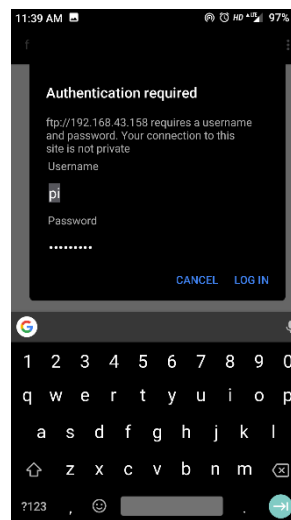 11:39 AM HD LTE 97%
f
Authentication required
ftp://192.168.43.158 requires a username
and password. Your connection to this
site is not private
Username
pi
Password
•••••••••
CANCEL LOG IN
G
1 2 3 4 5 6 7 8 9 0
q w e r t y u i o p
a s d f g h j k l
z x c v b n m
?123 , .